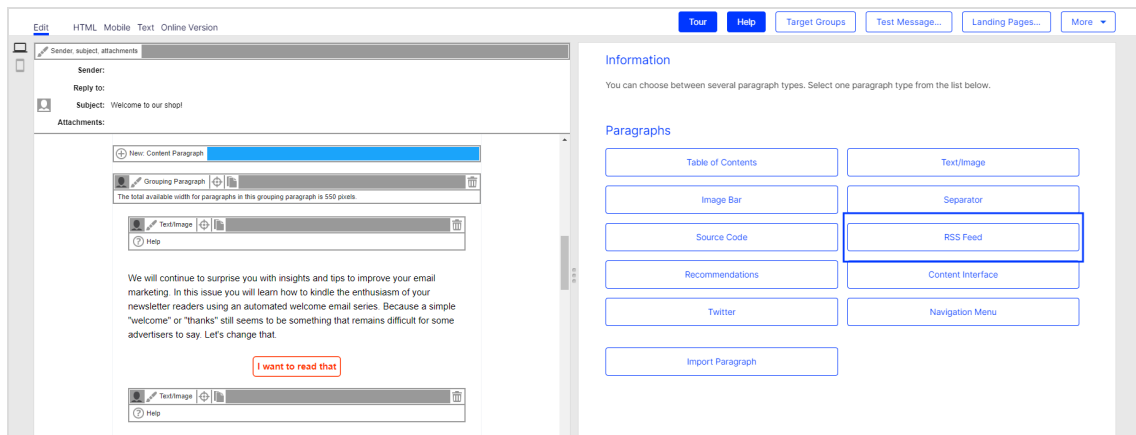 Edit HTML Mobile Text Online Version
Tour Help Target Groups Test Message... Landing Pages... More
Sender, subject, attachments
Sender:
Reply to:
Subject: Welcome to our shop!
Attachments:
New: Content Paragraph
Grouping Paragraph
The total available width for paragraphs in this grouping paragraph is 550 pixels.
Text/Image
? Help
We will continue to surprise you with insights and tips to improve your email
marketing. In this issue you will learn how to kindle the enthusiasm of your
newsletter readers using an automated welcome email series. Because a simple
"welcome" or "thanks" still seems to be something that remains difficult for some
advertisers to say. Let's change that.
I want to read that
Text/Image
? Help
Information
You can choose between several paragraph types. Select one paragraph type from the list below.
Paragraphs
Table of Contents Text/Image
Image Bar Separator
Source Code RSS Feed
Recommendations Content Interface
Twitter Navigation Menu
Import Paragraph